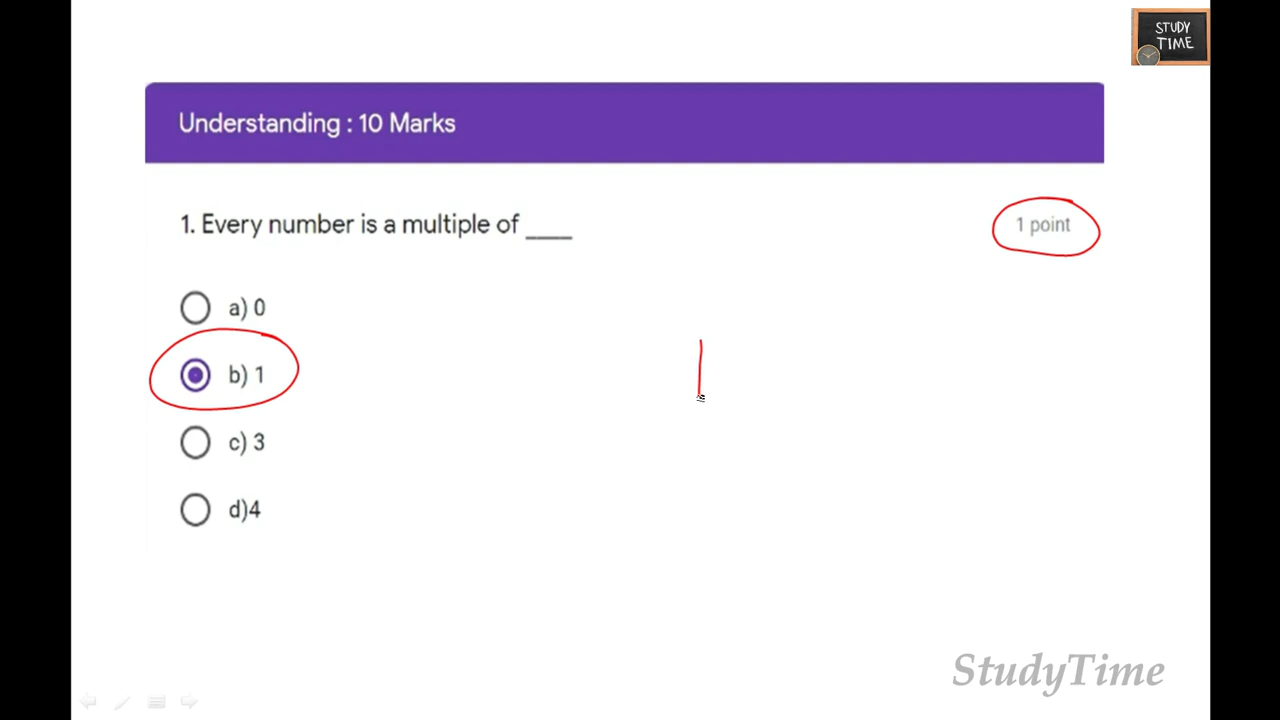 STUDY
TIME
Understanding : 10 Marks
1. Every number is a multiple of ____
1 point
a) 0
b) 1
c) 3
d)4
StudyTime